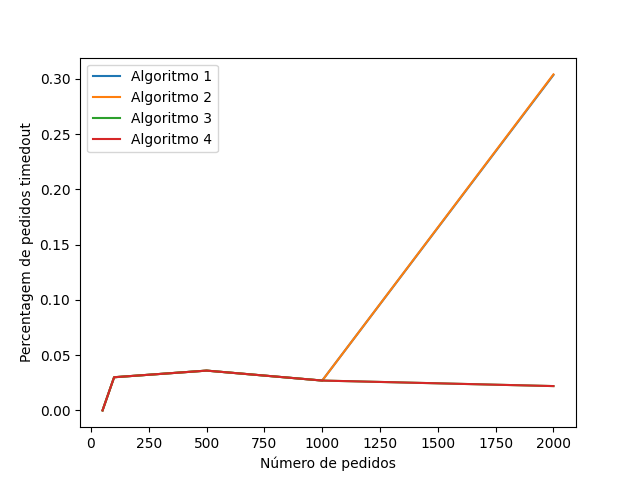 Algoritmo 1
Algoritmo 2
Algoritmo 3
Algoritmo 4
Percentagem de pedidos timedout
0.30
0.25
0.20
0.15
0.10
0.05
0.00
0 250 500 750 1000 1250 1500 1750 2000
Número de pedidos